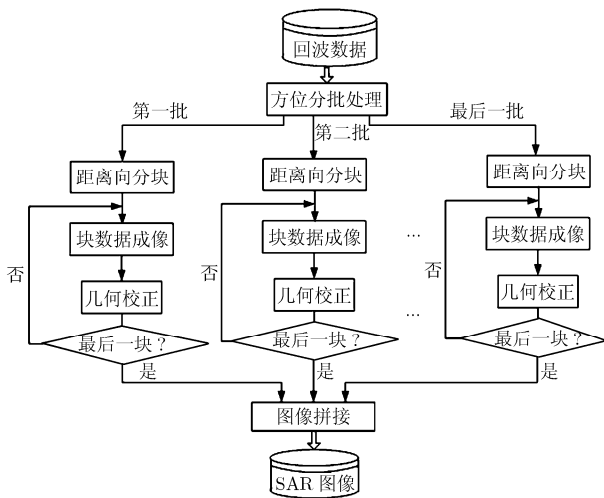 回波数据
方位分批处理
第一批
第二批
最后一批
距离向分块
距离向分块
距离向分块
块数据成像
块数据成像
…
块数据成像
否
否
否
几何校正
几何校正
…
几何校正
最后一块？
最后一块？
最后一块？
是
是
是
图像拼接
SAR 图像